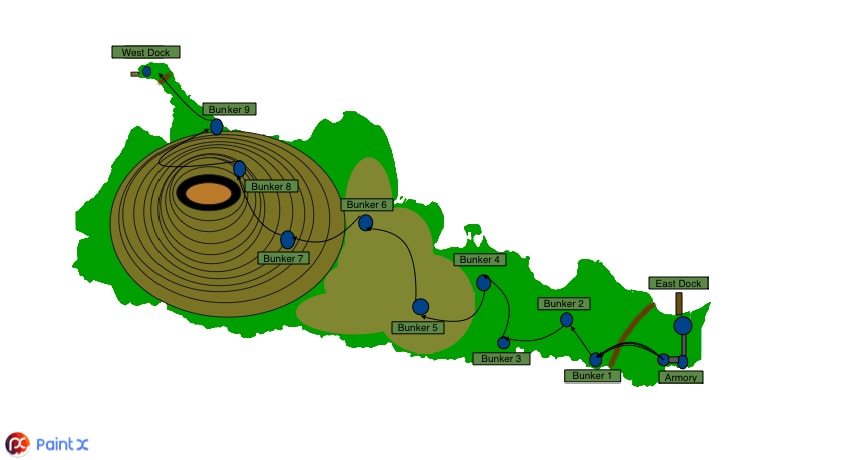 West Dock
Bunker 9
Bunker 8
Bunker 6
Bunker 7
Bunker 4
East Dock
Bunker 2
Bunker 5
Bunker 3
Bunker 1
Armory
Paint X